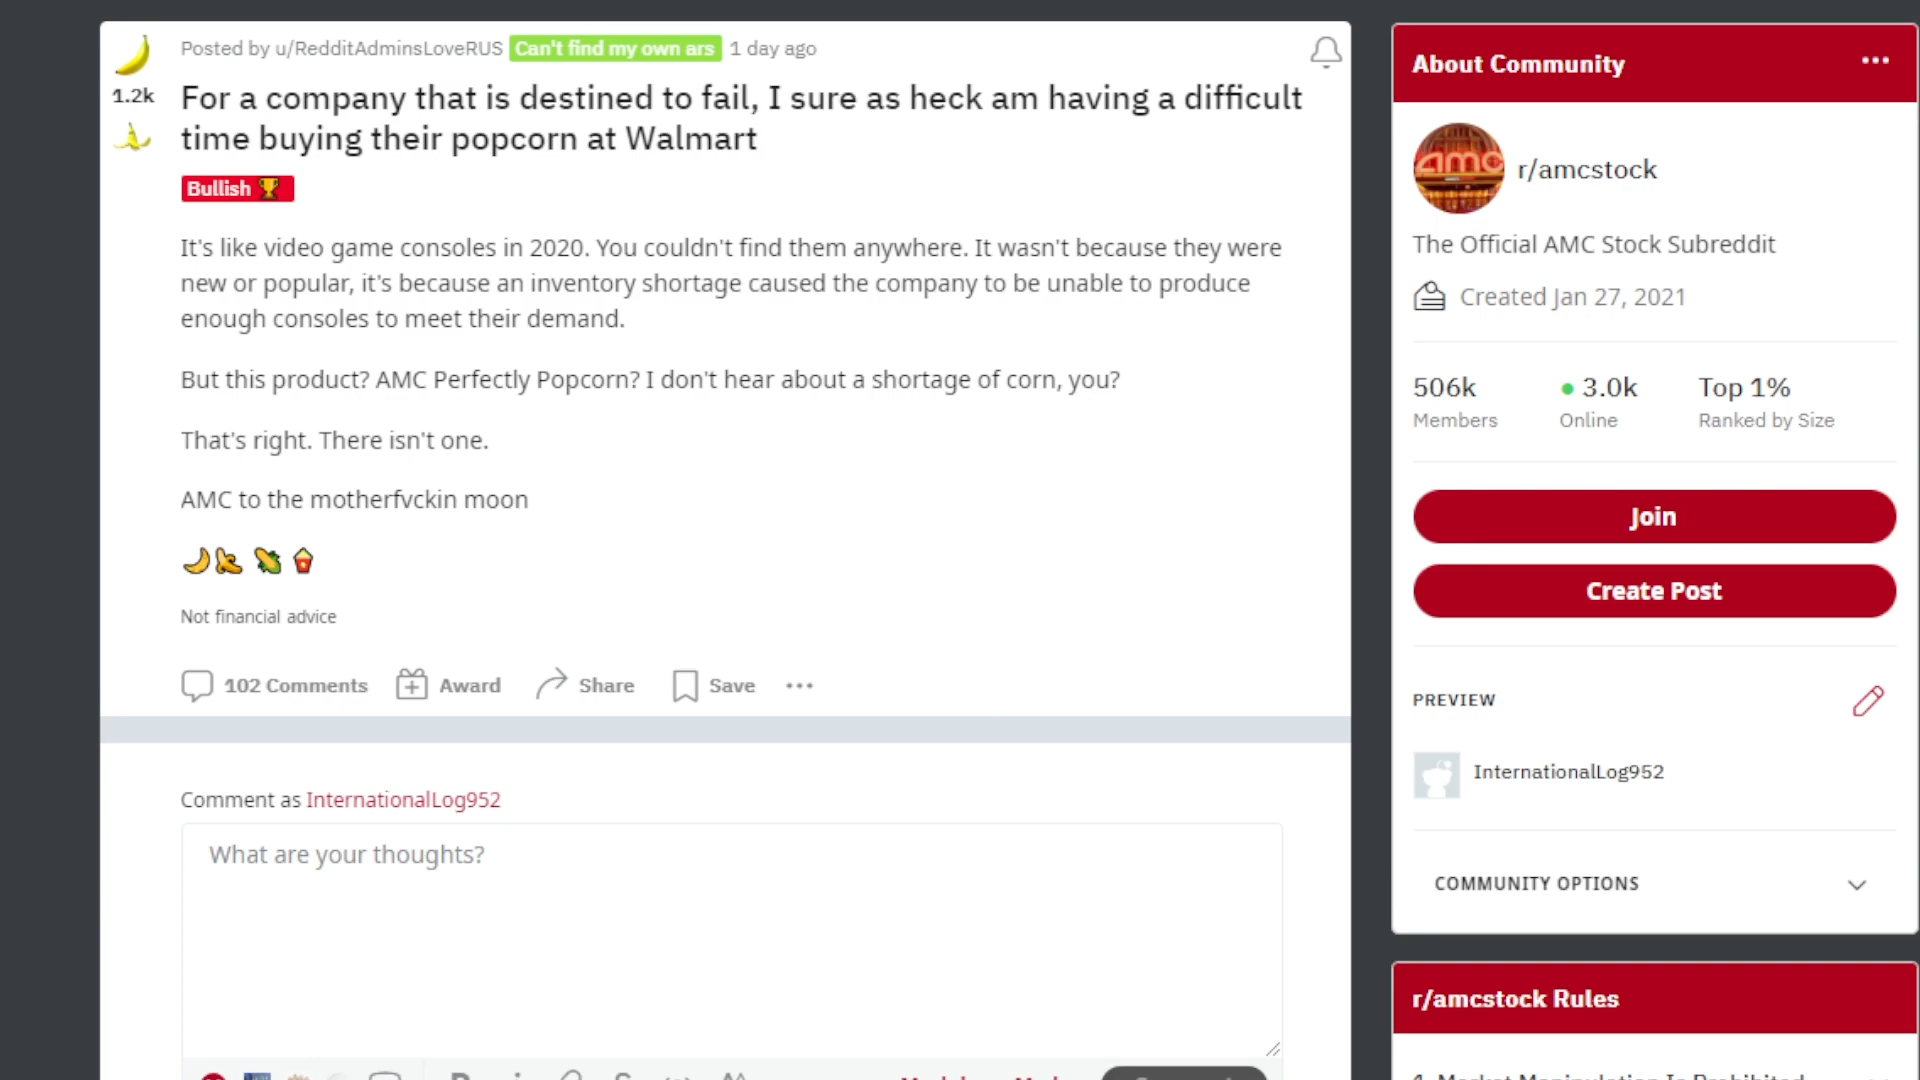 Posted by u/RedditAdminsLoveRUS Can't find my own ars 1 day ago
1.2k
For a company that is destined to fail, I sure as heck am having a difficult
time buying their popcorn at Walmart
Bullish
It's like video game consoles in 2020. You couldn't find them anywhere. It wasn't because they were
new or popular, it's because an inventory shortage caused the company to be unable to produce
enough consoles to meet their demand.
But this product? AMC Perfectly Popcorn? I don't hear about a shortage of corn, you?
That's right. There isn't one.
AMC to the motherfvckin moon
🌙🍌 🌽🍿
Not financial advice
102 Comments Award Share Save
Comment as InternationalLog952
What are your thoughts?
About Community
amc
r/amcstock
The Official AMC Stock Subreddit
Created Jan 27, 2021
506k 3.0k Top 1%
Members Online Ranked by Size
Join
Create Post
PREVIEW
InternationalLog952
COMMUNITY OPTIONS
r/amcstock Rules
1. Market Manipulation Is Prohibited